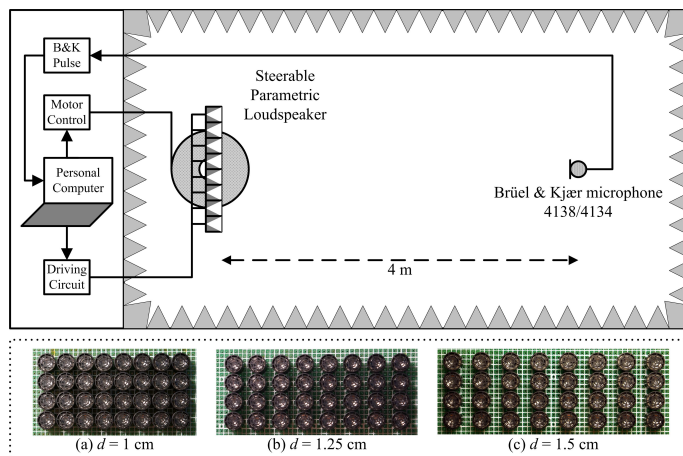 B&K
Pulse
Motor
Control
Personal
Computer
Driving
Circuit
Steerable
Parametric
Loudspeaker
Brüel & Kjær microphone
4138/4134
4 m
(a) d = 1 cm
(b) d = 1.25 cm
(c) d = 1.5 cm